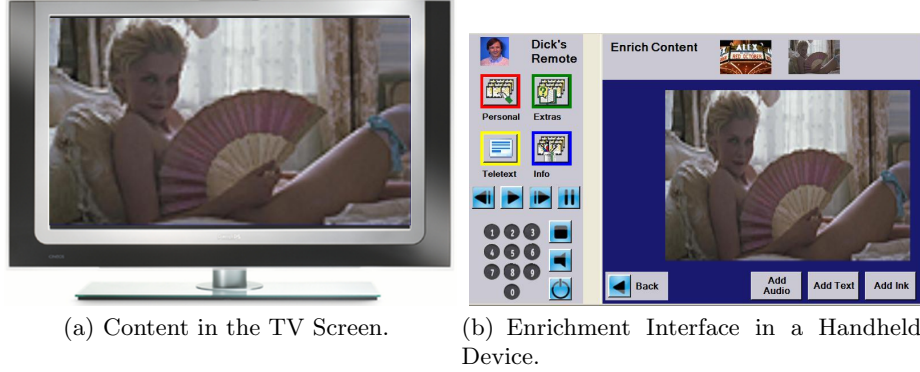 Dick's
Remote
Enrich Content
ALEX
Personal
Extras
Teletext
Info
1 2 3
4 5 6
7 8 9
0
Back
Add
Audio
Add Text
Add Ink
(a) Content in the TV Screen.
(b) Enrichment Interface in a Handheld
Device.